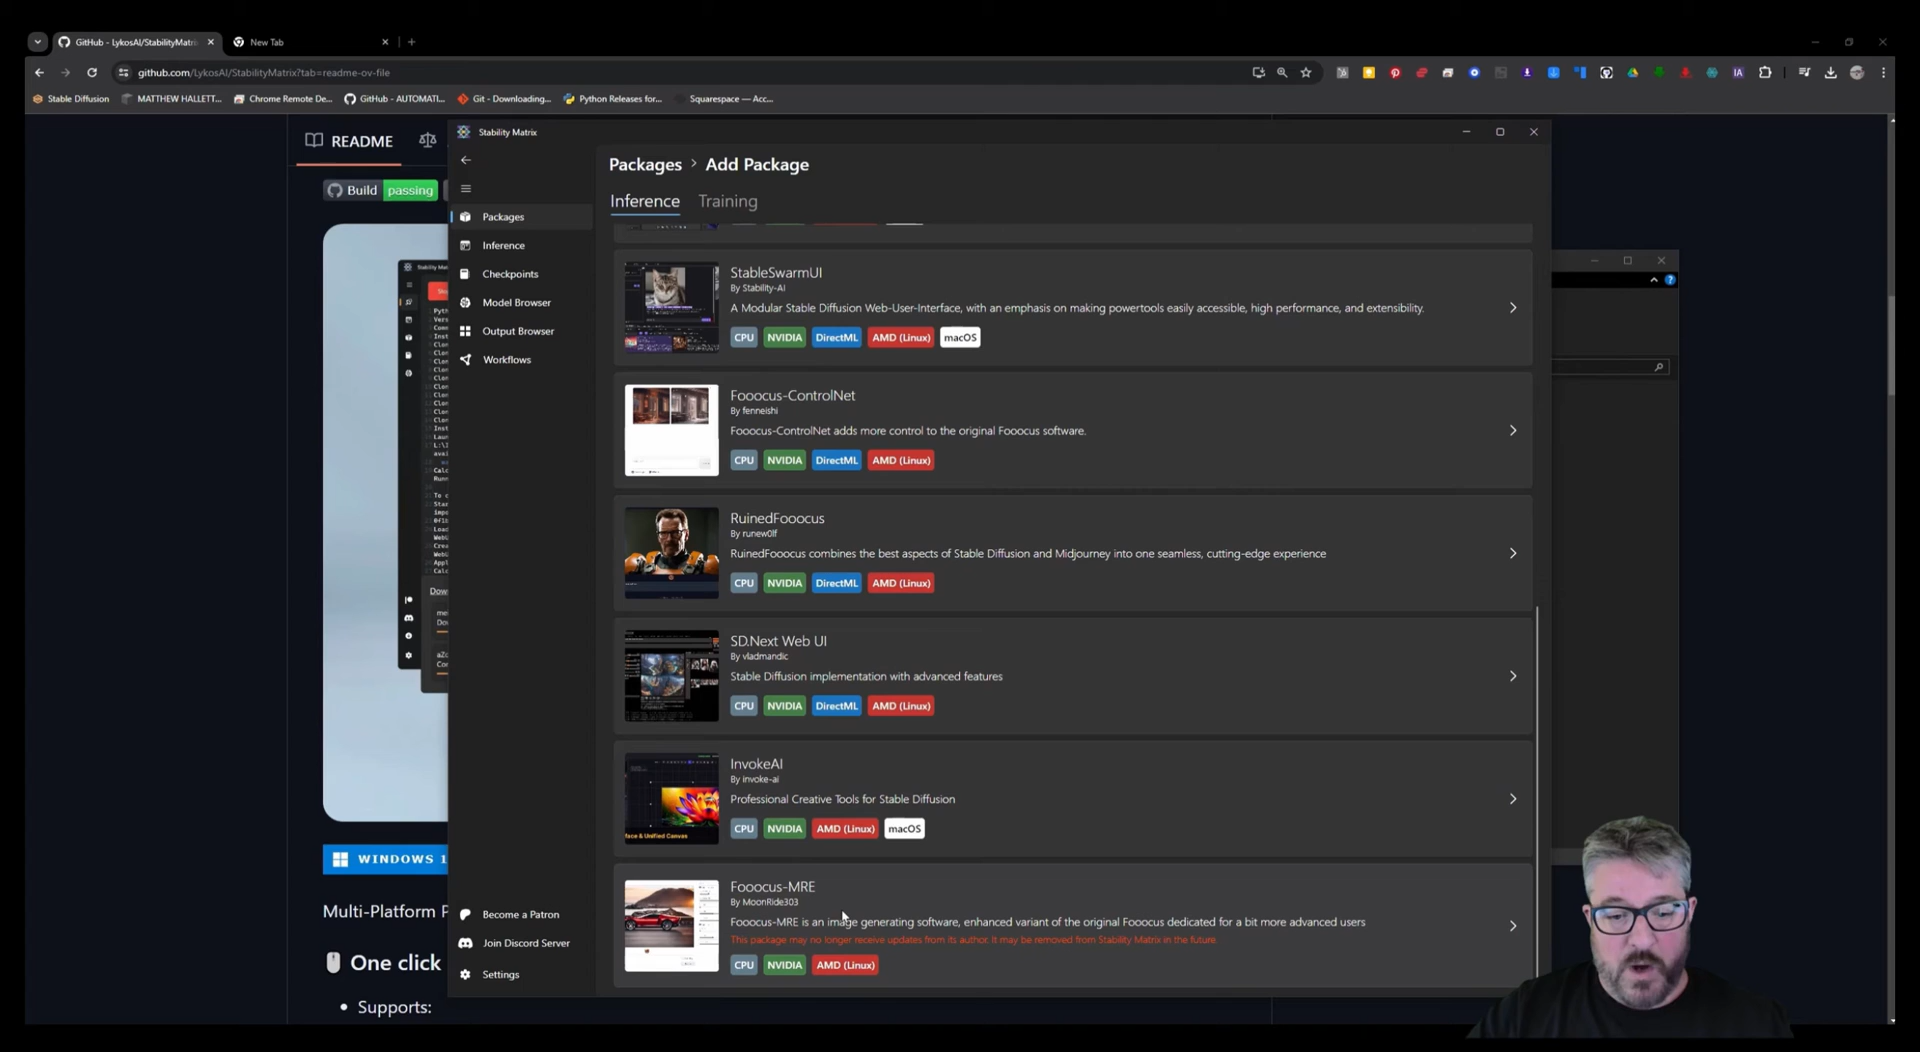 GitHub - LykosAI/StabilityMatri
New Tab
github.com/LykosAI/StabilityMatrix?tab=readme-ov-file
Stable Diffusion
MATTHEW HALLETT...
Chrome Remote De...
GitHub - AUTOMATI...
Git - Downloading...
Python Releases for...
Squarespace — Acc...
README
Build passing
WINDOWS 1
Multi-Platform P
One click
Supports:
Stability Matrix
Packages
Inference
Checkpoints
Model Browser
Output Browser
Workflows
Become a Patron
Join Discord Server
Settings
Packages > Add Package
Inference Training
StableSwarmUI
By Stability-AI
A Modular Stable Diffusion Web-User-Interface, with an emphasis on making powertools easily accessible, high performance, and extensibility.
CPU NVIDIA DirectML AMD (Linux) macOS
Fooocus-ControlNet
By fenneishi
Fooocus-ControlNet adds more control to the original Fooocus software.
CPU NVIDIA DirectML AMD (Linux)
RuinedFooocus
By runew0lf
RuinedFooocus combines the best aspects of Stable Diffusion and Midjourney into one seamless, cutting-edge experience
CPU NVIDIA DirectML AMD (Linux)
SD.Next Web UI
By vladmandic
Stable Diffusion implementation with advanced features
CPU NVIDIA DirectML AMD (Linux)
InvokeAI
By invoke-ai
Professional Creative Tools for Stable Diffusion
CPU NVIDIA AMD (Linux) macOS
Fooocus-MRE
By MoonRide303
Fooocus-MRE is an image generating software, enhanced variant of the original Fooocus dedicated for a bit more advanced users
This package may no longer receive updates from its author. It may be removed from Stability Matrix in the future.
CPU NVIDIA AMD (Linux)